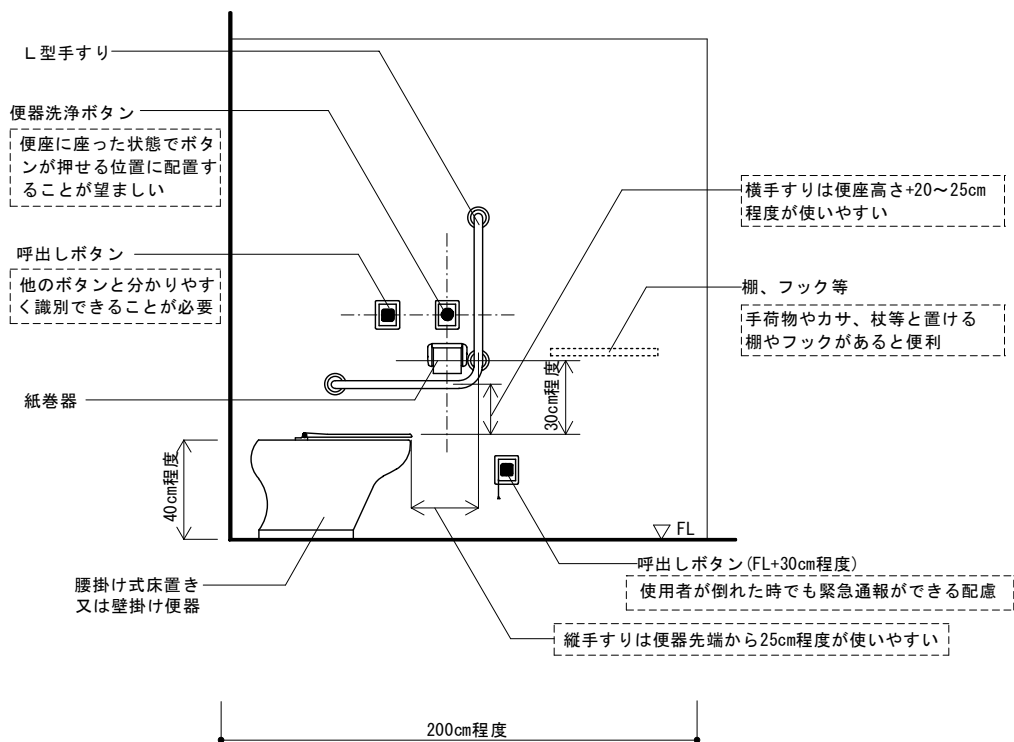 L型手すり
便器洗浄ボタン
便座に座った状態でボタ
ンが押せる位置に配置す
ることが望ましい
呼出しボタン
他のボタンと分かりやす
く識別できることが必要
紙巻器
横手すりは便座高さ+20～25cm
程度が使いやすい
棚、フック等
手荷物やカサ、杖等と置ける
棚やフックがあると便利
30cm程度
40cm程度
FL
腰掛け式床置き
又は壁掛け便器
呼出しボタン(FL+30cm程度)
使用者が倒れた時でも緊急通報ができる配慮
縦手すりは便器先端から25cm程度が使いやすい
200cm程度